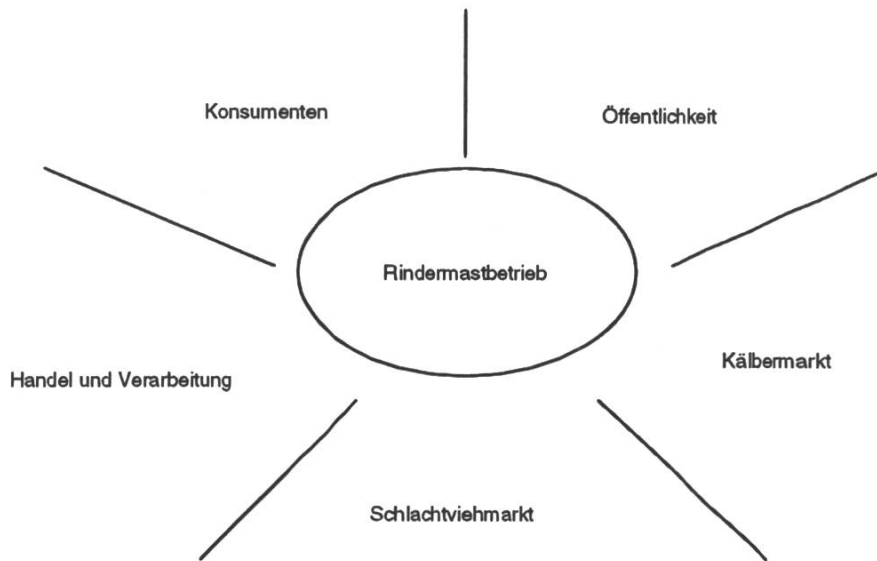 Konsumenten
Öffentlichkeit
Rindermastbetrieb
Kälbermarkt
Handel und Verarbeitung
Schlachtviehmarkt